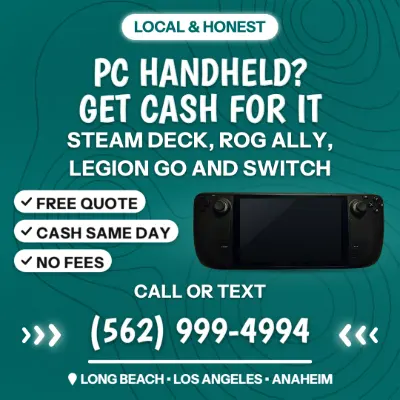 LOCAL & HONEST
PC HANDHELD?
GET CASH FOR IT
STEAM DECK, ROG ALLY,
LEGION GO AND SWITCH
FREE QUOTE
CASH SAME DAY
NO FEES
CALL OR TEXT
(562) 999-4994
LONG BEACH • LOS ANGELES • ANAHEIM